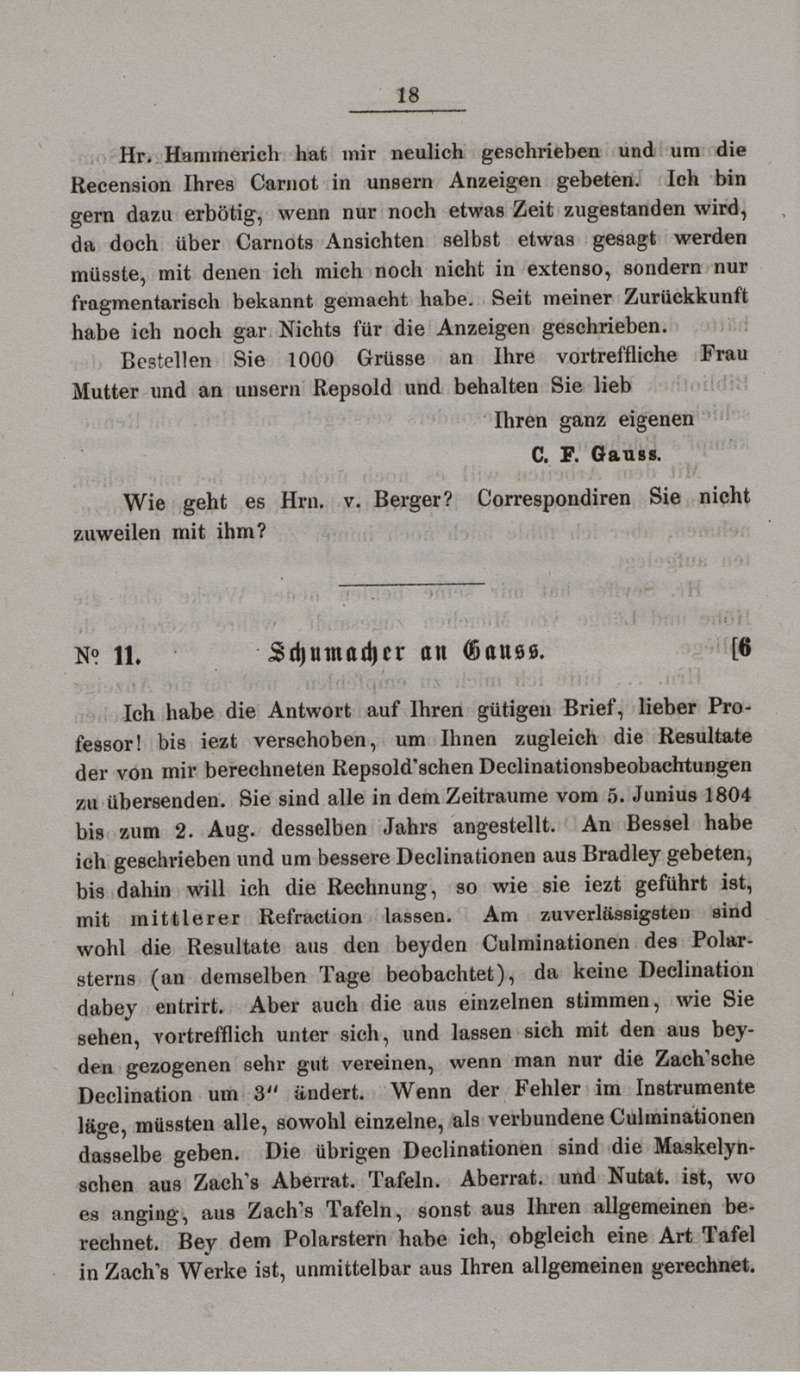 18
Hr. Hammerich hat mir neulich geschrieben und um die
Recension Ihres Carnot in unsern Anzeigen gebeten. Ich bin
gern dazu erbötig, wenn nur noch etwas Zeit zugestanden wird,
da doch über Carnots Ansichten selbst etwas gesagt werden
müsste, mit denen ich mich noch nicht in extenso, sondern nur
fragmentarisch bekannt gemacht habe. Seit meiner Zurückkunft
habe ich noch gar Nichts für die Anzeigen geschrieben.
Bestellen Sie 1000 Grüsse an Ihre vortreffliche Frau
Mutter und an unsern Repsold und behalten Sie lieb
Ihren ganz eigenen
C. F. Gauss.
Wie geht es Hrn. v. Berger? Correspondiren Sie nicht
zuweilen mit ihm?
No 11. Schumacher an Gauss. [6
Ich habe die Antwort auf Ihren gütigen Brief, lieber Pro-
fessor! bis iezt verschoben, um Ihnen zugleich die Resultate
der von mir berechneten Repsold'schen Declinationsbeobachtungen
zu übersenden. Sie sind alle in dem Zeitraume vom 5. Junius 1804
bis zum 2. Aug. desselben Jahrs angestellt. An Bessel habe
ich geschrieben und um bessere Declinationen aus Bradley gebeten,
bis dahin will ich die Rechnung, so wie sie iezt geführt ist,
mit mittlerer Refraction lassen. Am zuverlässigsten sind
wohl die Resultate aus den beyden Culminationen des Polar-
sterns (an demselben Tage beobachtet), da keine Declination
dabey entrirt. Aber auch die aus einzelnen stimmen, wie Sie
sehen, vortrefflich unter sich, und lassen sich mit den aus bey-
den gezogenen sehr gut vereinen, wenn man nur die Zach'sche
Declination um 3" ändert. Wenn der Fehler im Instrumente
läge, müssten alle, sowohl einzelne, als verbundene Culminationen
dasselbe geben. Die übrigen Declinationen sind die Maskelyn-
schen aus Zach's Aberrat. Tafeln. Aberrat. und Nutat. ist, wo
es anging, aus Zach's Tafeln, sonst aus Ihren allgemeinen be-
rechnet. Bey dem Polarstern habe ich, obgleich eine Art Tafel
in Zach's Werke ist, unmittelbar aus Ihren allgemeinen gerechnet.